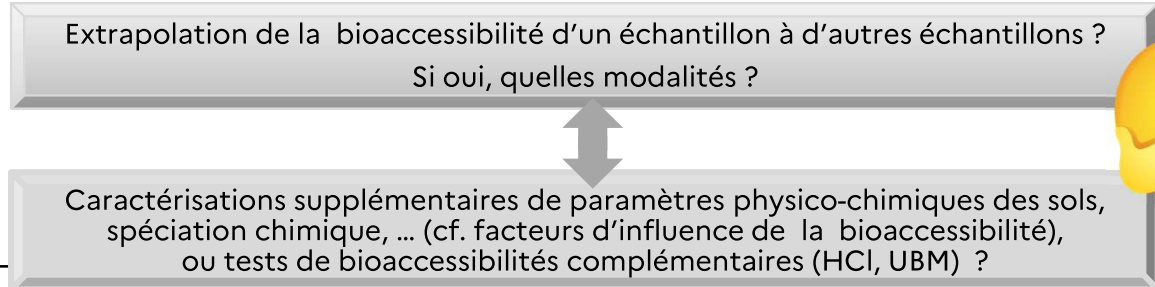 Extrapolation de la bioaccessibilité d’un échantillon à d’autres échantillons ?
Si oui, quelles modalités ?
Caractérisations supplémentaires de paramètres physico-chimiques des sols,
spéciation chimique, … (cf. facteurs d’influence de la bioaccessibilité),
ou tests de bioaccessibilités complémentaires (HCl, UBM) ?